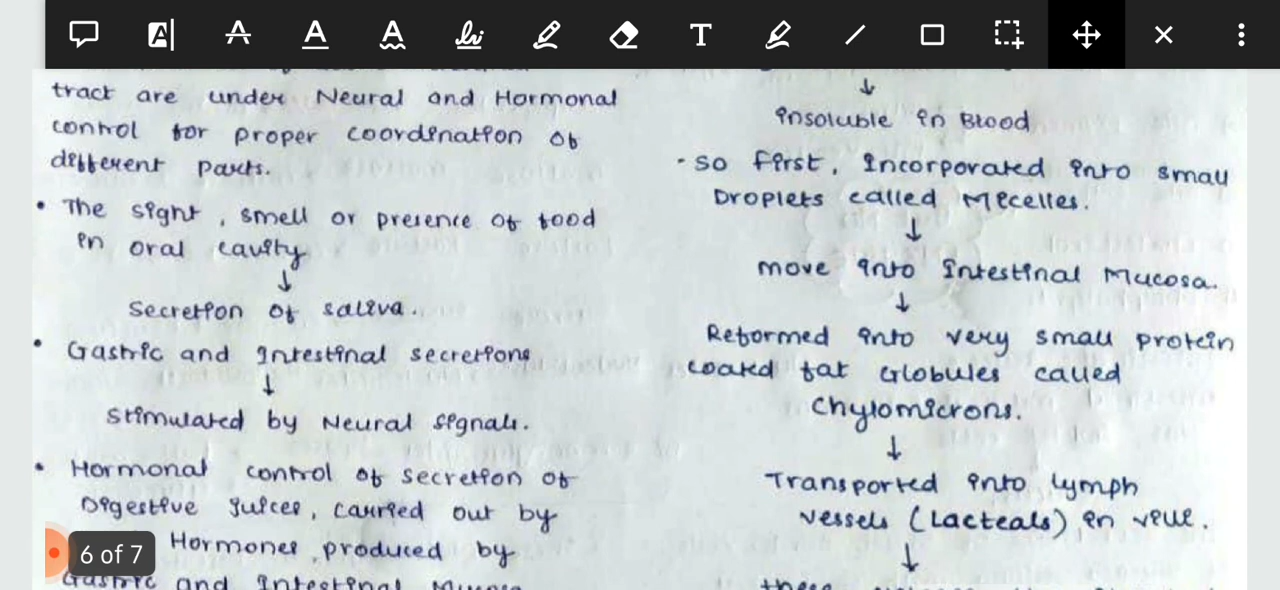 tract are under Neural and Hormonal
control for proper coordination of
different parts.
• The sight, smell or presence of food
in oral cavity
↓
Secretion of saliva.
• Gastric and Intestinal secretions
↓
stimulated by Neural signals.
• Hormonal control of secretion of
Digestive juices, carried out by
Hormones produced by
Gastric and Intestinal
6 of 7
↓
insoluble in Blood
• so first, Incorporated into small
Droplets called Micelles.
↓
move into Intestinal Mucosa.
↓
Reformed into very small protein
coated fat Globules called
Chylomicrons.
↓
Transported into lymph
vessels (Lacteals) in villi.
↓
A
A
A
A
T